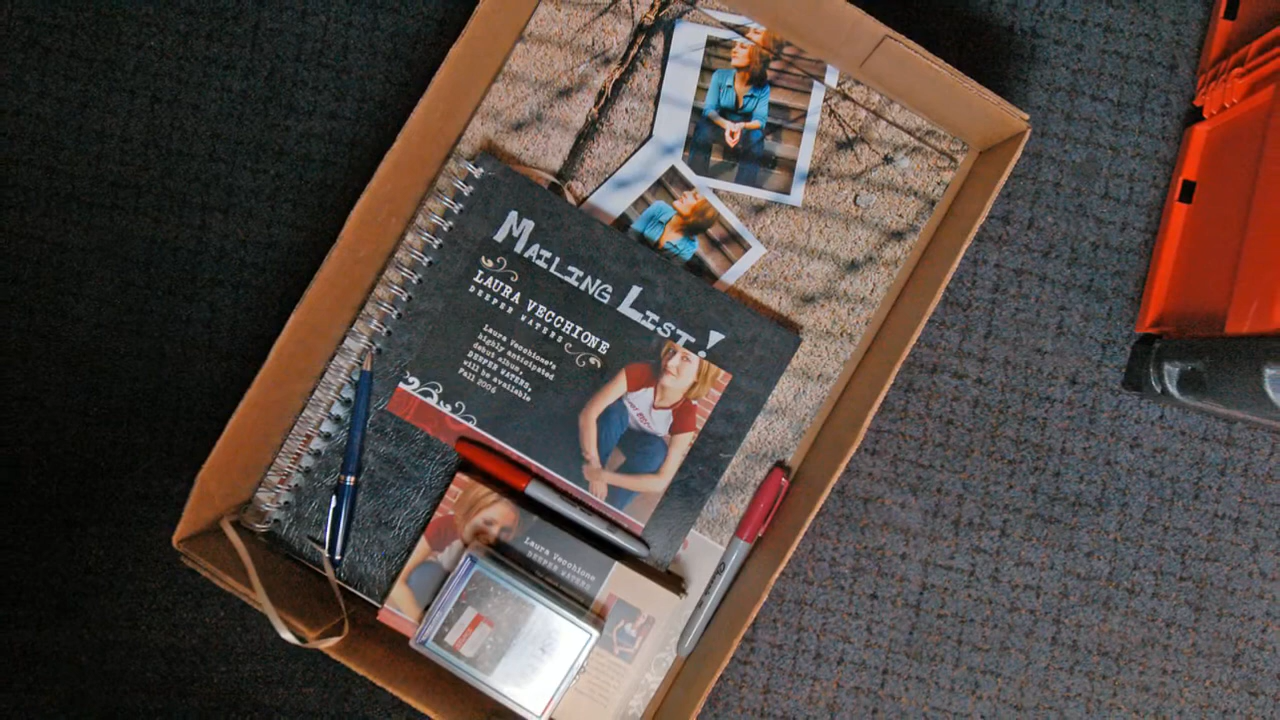 MAILING LIST!
LAURA VECCHIONE
DEEPER WATERS
Laura Vecchione's
highly anticipated
debut album,
DEEPER WATERS,
will be available
Fall 2006
Laura Vecchione
DEEPER WATERS
Sharpie